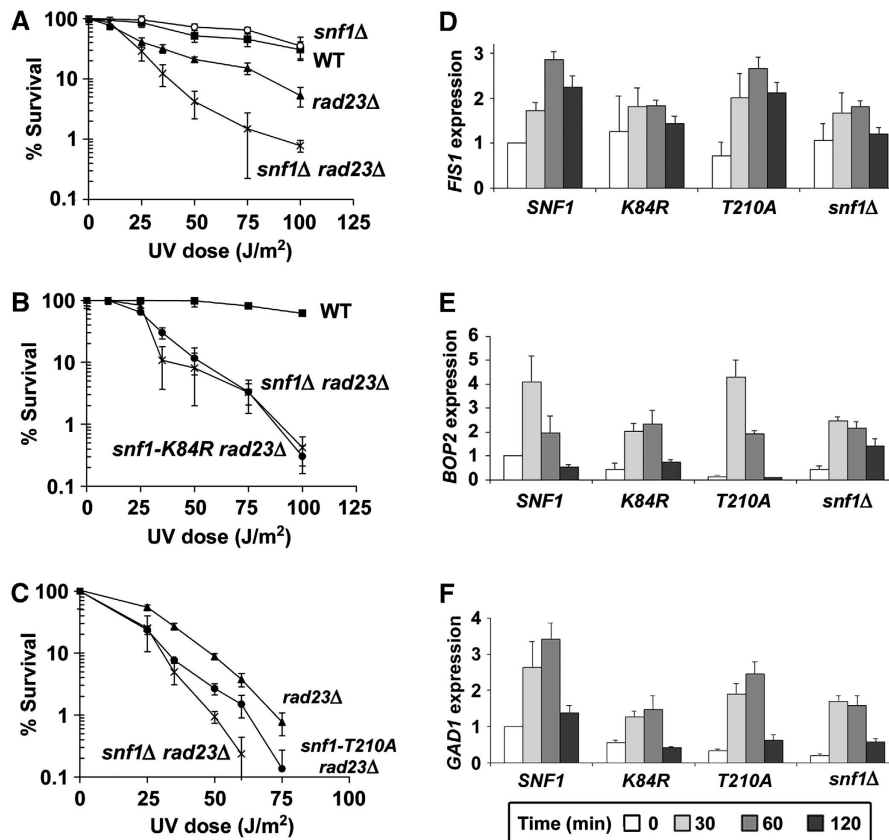 A
100
10
1
0.1
% Survival
0 25 50 75 100 125
UV dose (J/m²)
snf1Δ
WT
rad23Δ
snf1Δ rad23Δ
B
100
10
1
0.1
% Survival
0 25 50 75 100 125
UV dose (J/m²)
WT
snf1Δ rad23Δ
snf1-K84R rad23Δ
C
100
10
1
0.1
% Survival
0 25 50 75 100
UV dose (J/m²)
rad23Δ
snf1-T210A
rad23Δ
snf1Δ rad23Δ
D
3
2
1
0
FIS1 expression
SNF1 K84R T210A snf1Δ
E
6
5
4
3
2
1
0
BOP2 expression
SNF1 K84R T210A snf1Δ
F
4
3
2
1
0
GAD1 expression
SNF1 K84R T210A snf1Δ
Time (min) 0 30 60 120